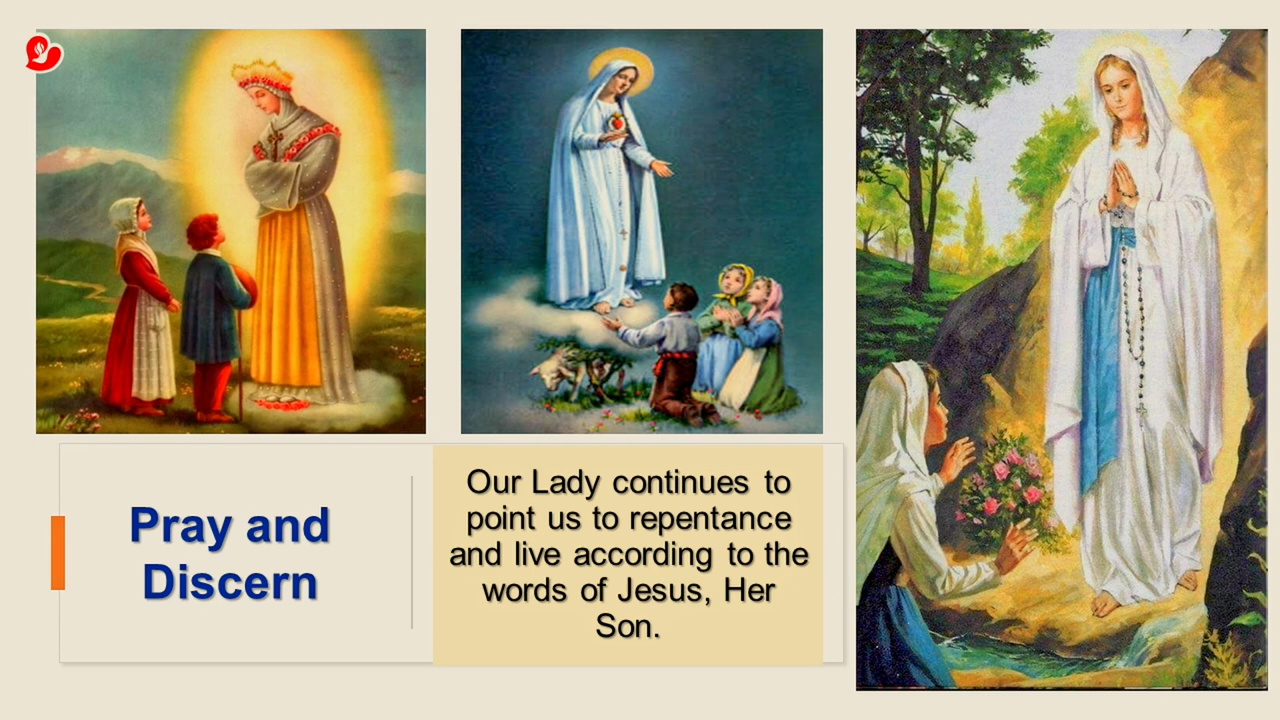 Pray and
Discern
Our Lady continues to
point us to repentance
and live according to the
words of Jesus, Her
Son.